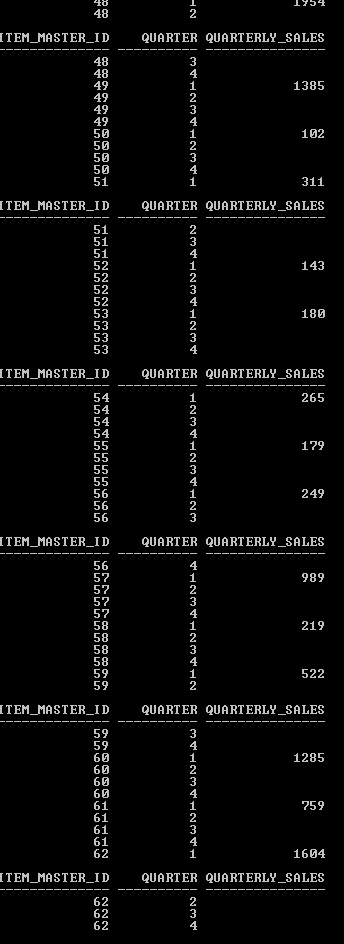 48 1 1954
48 2
ITEM_MASTER_ID QUARTER QUARTERLY_SALES
48 3
48 4
49 1 1385
49 2
49 3
49 4
50 1 102
50 2
50 3
50 4
51 1 311
ITEM_MASTER_ID QUARTER QUARTERLY_SALES
51 2
51 3
51 4
52 1 143
52 2
52 3
52 4
53 1 180
53 2
53 3
53 4
ITEM_MASTER_ID QUARTER QUARTERLY_SALES
54 1 265
54 2
54 3
54 4
55 1 179
55 2
55 3
55 4
56 1 249
56 2
56 3
ITEM_MASTER_ID QUARTER QUARTERLY_SALES
56 4
57 1 989
57 2
57 3
57 4
58 1 219
58 2
58 3
58 4
59 1 522
59 2
ITEM_MASTER_ID QUARTER QUARTERLY_SALES
59 3
59 4
60 1 1285
60 2
60 3
60 4
61 1 759
61 2
61 3
61 4
62 1 1604
ITEM_MASTER_ID QUARTER QUARTERLY_SALES
62 2
62 3
62 4